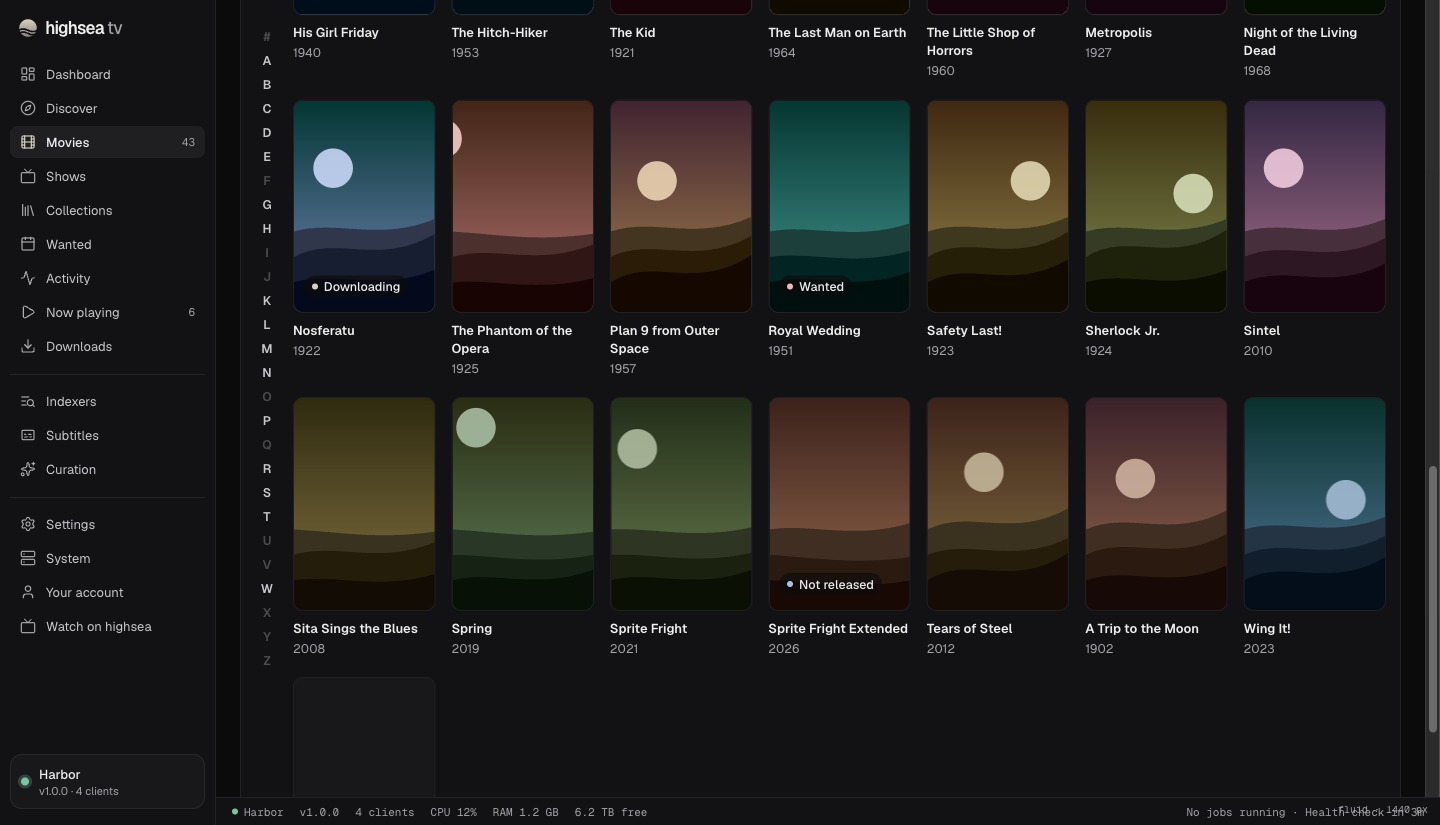 highsea tv
Dashboard
Discover
Movies 43
Shows
Collections
Wanted
Activity
Now playing 6
Downloads
Indexers
Subtitles
Curation
Settings
System
Your account
Watch on highsea
Harbor
v1.0.0 · 4 clients
#
A
B
C
D
E
F
G
H
I
J
K
L
M
N
O
P
Q
R
S
T
U
V
W
X
Y
Z
His Girl Friday
1940
The Hitch-Hiker
1953
The Kid
1921
The Last Man on Earth
1964
The Little Shop of
Horrors
1960
Metropolis
1927
Night of the Living
Dead
1968
Downloading
Nosferatu
1922
The Phantom of the
Opera
1925
Plan 9 from Outer
Space
1957
Wanted
Royal Wedding
1951
Safety Last!
1923
Sherlock Jr.
1924
Sintel
2010
Sita Sings the Blues
2008
Spring
2019
Sprite Fright
2021
Not released
Sprite Fright Extended
2026
Tears of Steel
2012
A Trip to the Moon
1902
Wing It!
2023
Harbor v1.0.0 4 clients CPU 12% RAM 1.2 GB 6.2 TB free
No jobs running · Health check in 3m
fluid - 1440 px